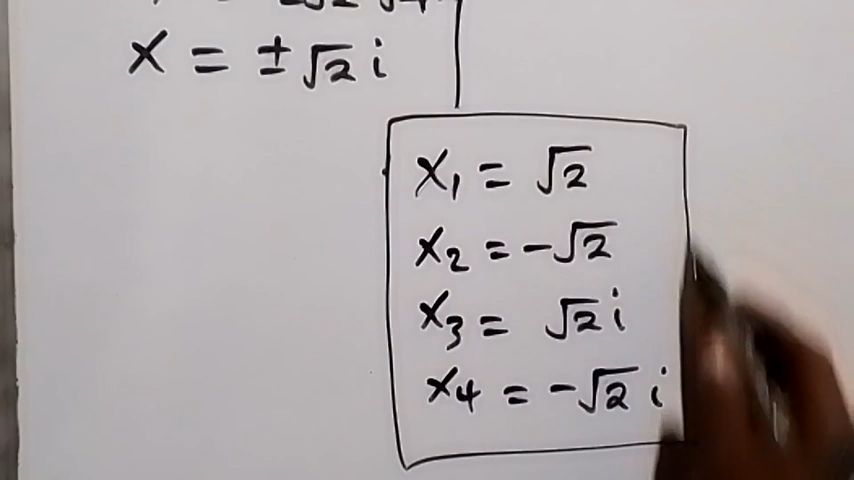 x = ±√2 i
x₁ = √2
x₂ = -√2
x₃ = √2 i
x₄ = -√2 i